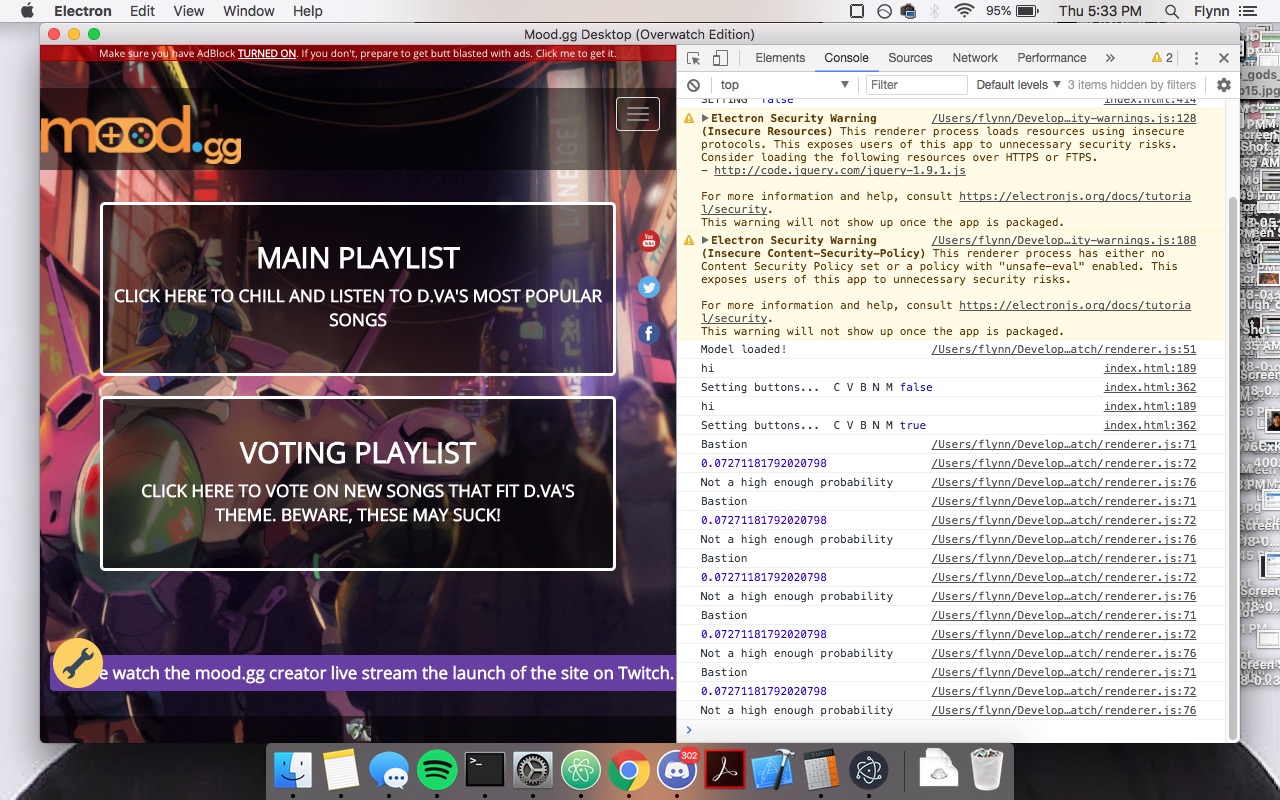 Electron Edit View Window Help 95% Thu 5:33 PM Flynn
Mood.gg Desktop (Overwatch Edition)
Make sure you have AdBlock TURNED ON. If you don't, prepare to get butt blasted with ads. Click me to get it.
mood.gg
MAIN PLAYLIST
CLICK HERE TO CHILL AND LISTEN TO D.VA'S MOST POPULAR
SONGS
VOTING PLAYLIST
CLICK HERE TO VOTE ON NEW SONGS THAT FIT D.VA'S
THEME. BEWARE, THESE MAY SUCK!
e watch the mood.gg creator live stream the launch of the site on Twitch.
You
Elements Console Sources Network Performance » 2
top Filter Default levels 3 items hidden by filters
SETTING false index.html:414
Electron Security Warning /Users/flynn/Develop…ity-warnings.js:128
(Insecure Resources) This renderer process loads resources using insecure
protocols. This exposes users of this app to unnecessary security risks.
Consider loading the following resources over HTTPS or FTPS.
- http://code.jquery.com/jquery-1.9.1.js
For more information and help, consult https://electronjs.org/docs/tutoria
l/security.
This warning will not show up once the app is packaged.
Electron Security Warning /Users/flynn/Develop…ity-warnings.js:188
(Insecure Content-Security-Policy) This renderer process has either no
Content Security Policy set or a policy with "unsafe-eval" enabled. This
exposes users of this app to unnecessary security risks.
For more information and help, consult https://electronjs.org/docs/tutoria
l/security.
This warning will not show up once the app is packaged.
Model loaded! /Users/flynn/Develop…atch/renderer.js:51
hi index.html:189
Setting buttons... C V B N M false index.html:362
hi index.html:189
Setting buttons... C V B N M true index.html:362
Bastion /Users/flynn/Develop…atch/renderer.js:71
0.07271181792020798 /Users/flynn/Develop…atch/renderer.js:72
Not a high enough probability /Users/flynn/Develop…atch/renderer.js:76
Bastion /Users/flynn/Develop…atch/renderer.js:71
0.07271181792020798 /Users/flynn/Develop…atch/renderer.js:72
Not a high enough probability /Users/flynn/Develop…atch/renderer.js:76
Bastion /Users/flynn/Develop…atch/renderer.js:71
0.07271181792020798 /Users/flynn/Develop…atch/renderer.js:72
Not a high enough probability /Users/flynn/Develop…atch/renderer.js:76
Bastion /Users/flynn/Develop…atch/renderer.js:71
0.07271181792020798 /Users/flynn/Develop…atch/renderer.js:72
Not a high enough probability /Users/flynn/Develop…atch/renderer.js:76
Bastion /Users/flynn/Develop…atch/renderer.js:71
0.07271181792020798 /Users/flynn/Develop…atch/renderer.js:72
Not a high enough probability /Users/flynn/Develop…atch/renderer.js:76
302